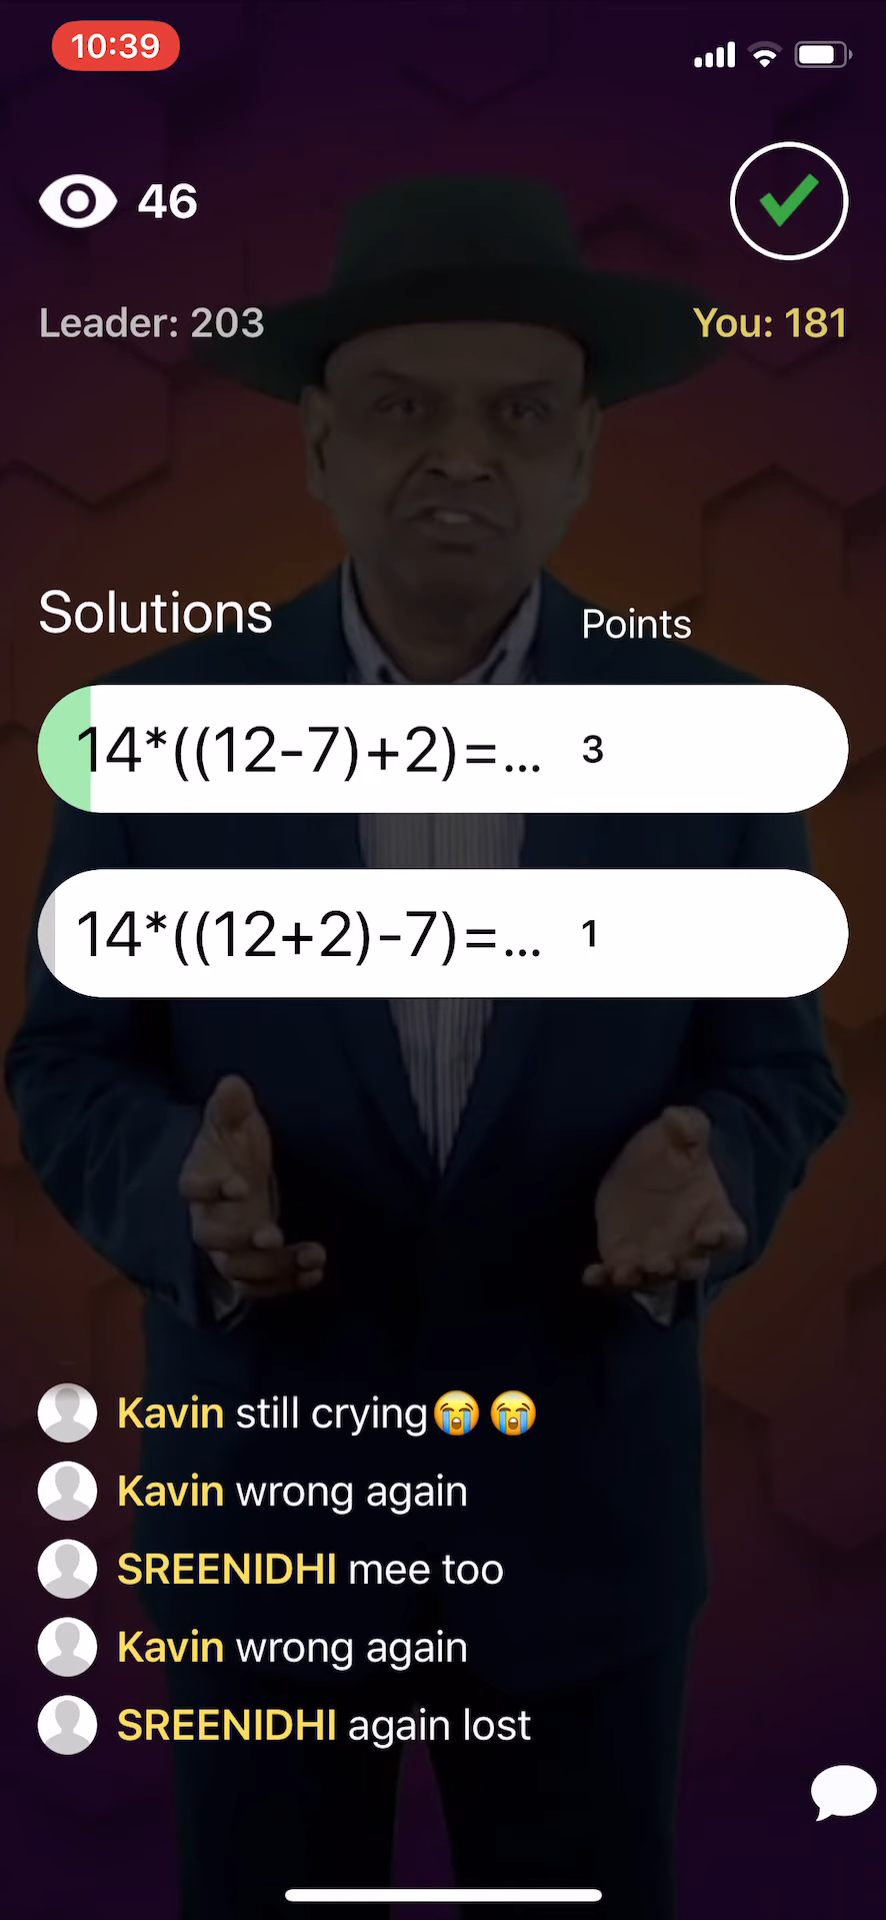 10:39
46
Leader: 203
You: 181
Solutions
Points
14*((12-7)+2)=... 3
14*((12+2)-7)=... 1
Kavin still crying😭😭
Kavin wrong again
SREENIDHI mee too
Kavin wrong again
SREENIDHI again lost